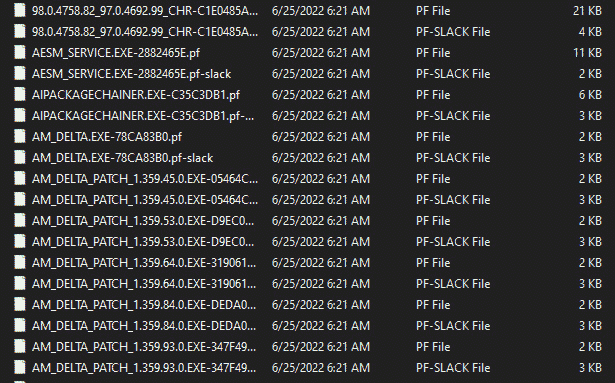 98.0.4758.82_97.0.4692.99_CHR-C1E0485A... 6/25/2022 6:21 AM PF File 21 KB
98.0.4758.82_97.0.4692.99_CHR-C1E0485A... 6/25/2022 6:21 AM PF-SLACK File 4 KB
AESM_SERVICE.EXE-2882465E.pf 6/25/2022 6:21 AM PF File 11 KB
AESM_SERVICE.EXE-2882465E.pf-slack 6/25/2022 6:21 AM PF-SLACK File 2 KB
AIPACKAGECHAINER.EXE-C35C3DB1.pf 6/25/2022 6:21 AM PF File 6 KB
AIPACKAGECHAINER.EXE-C35C3DB1.pf-... 6/25/2022 6:21 AM PF-SLACK File 3 KB
AM_DELTA.EXE-78CA83B0.pf 6/25/2022 6:21 AM PF File 2 KB
AM_DELTA.EXE-78CA83B0.pf-slack 6/25/2022 6:21 AM PF-SLACK File 3 KB
AM_DELTA_PATCH_1.359.45.0.EXE-05464C... 6/25/2022 6:21 AM PF File 2 KB
AM_DELTA_PATCH_1.359.45.0.EXE-05464C... 6/25/2022 6:21 AM PF-SLACK File 3 KB
AM_DELTA_PATCH_1.359.53.0.EXE-D9EC0... 6/25/2022 6:21 AM PF File 2 KB
AM_DELTA_PATCH_1.359.53.0.EXE-D9EC0... 6/25/2022 6:21 AM PF-SLACK File 3 KB
AM_DELTA_PATCH_1.359.64.0.EXE-319061... 6/25/2022 6:21 AM PF File 2 KB
AM_DELTA_PATCH_1.359.64.0.EXE-319061... 6/25/2022 6:21 AM PF-SLACK File 3 KB
AM_DELTA_PATCH_1.359.84.0.EXE-DEDA0... 6/25/2022 6:21 AM PF File 2 KB
AM_DELTA_PATCH_1.359.84.0.EXE-DEDA0... 6/25/2022 6:21 AM PF-SLACK File 3 KB
AM_DELTA_PATCH_1.359.93.0.EXE-347F49... 6/25/2022 6:21 AM PF File 2 KB
AM_DELTA_PATCH_1.359.93.0.EXE-347F49... 6/25/2022 6:21 AM PF-SLACK File 3 KB